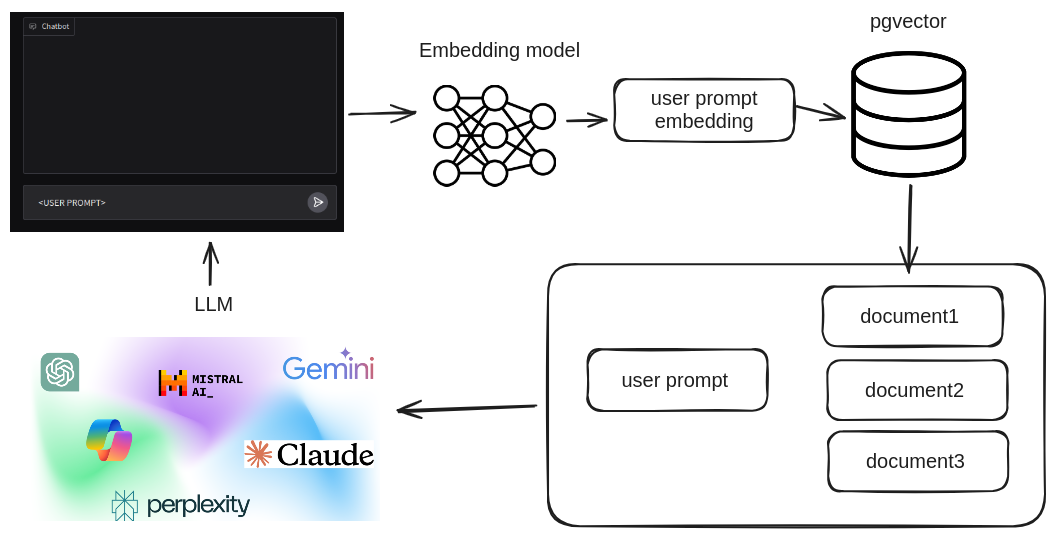 Chatbot
<USER PROMPT>
Embedding model
user prompt
embedding
pgvector
document1
document2
document3
user prompt
LLM
MISTRAL
AI_
Gemini
Claude
perplexity